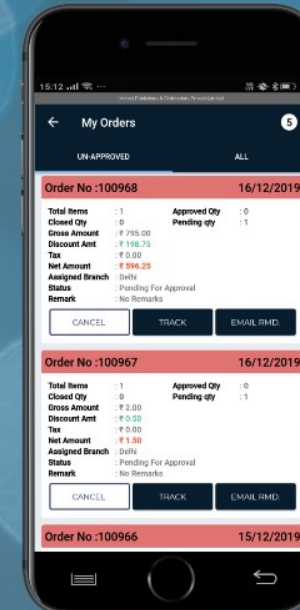 15:12
My Orders
5
UN-APPROVED ALL
Order No :100968 16/12/2019
Total Items : 1 Approved Qty : 0
Closed Qty : 0 Pending qty : 1
Gross Amount : ₹ 795.00
Discount Amt : ₹ 198.75
Tax : ₹ 0.00
Net Amount : ₹ 596.25
Assigned Branch : Delhi
Status : Pending For Approval
Remark : No Remarks
CANCEL TRACK EMAIL RMD.
Order No :100967 16/12/2019
Total Items : 1 Approved Qty : 0
Closed Qty : 0 Pending qty : 1
Gross Amount : ₹ 2.00
Discount Amt : ₹ 0.50
Tax : ₹ 0.00
Net Amount : ₹ 1.50
Assigned Branch : Delhi
Status : Pending For Approval
Remark : No Remarks
CANCEL TRACK EMAIL RMD.
Order No :100966 15/12/2019